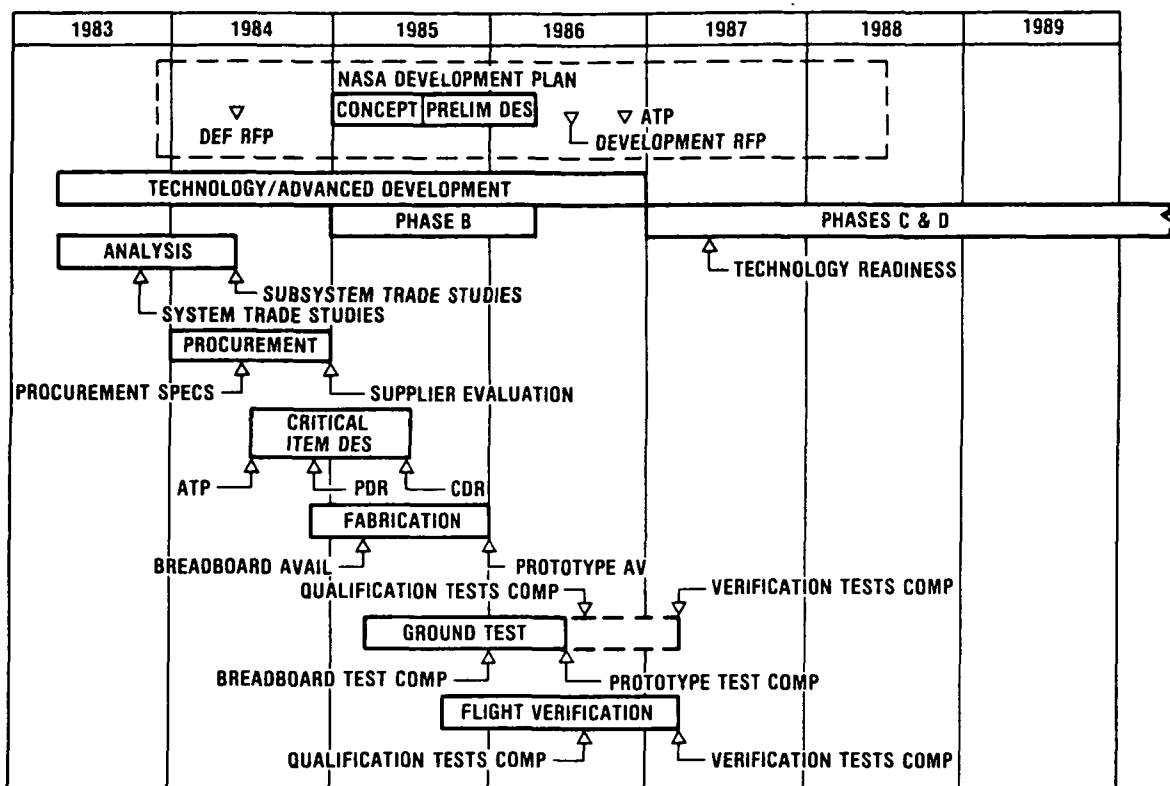 1983 1984 1985 1986 1987 1988 1989
NASA DEVELOPMENT PLAN
CONCEPT PRELIM DES
ATP
DEF RFP
DEVELOPMENT RFP
TECHNOLOGY/ADVANCED DEVELOPMENT
PHASE B
PHASES C & D
ANALYSIS
TECHNOLOGY READINESS
SUBSYSTEM TRADE STUDIES
SYSTEM TRADE STUDIES
PROCUREMENT
PROCUREMENT SPECS
SUPPLIER EVALUATION
CRITICAL
ITEM DES
ATP
PDR
CDR
FABRICATION
BREADBOARD AVAIL
PROTOTYPE AV
QUALIFICATION TESTS COMP
VERIFICATION TESTS COMP
GROUND TEST
BREADBOARD TEST COMP
PROTOTYPE TEST COMP
FLIGHT VERIFICATION
QUALIFICATION TESTS COMP
VERIFICATION TESTS COMP